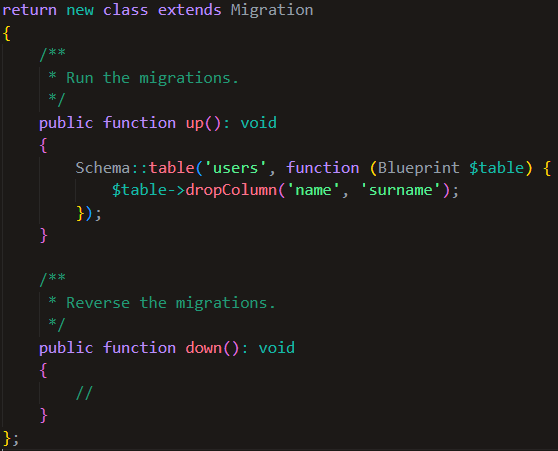 return new class extends Migration
{
    /**
     * Run the migrations.
     */
    public function up(): void
    {
        Schema::table('users', function (Blueprint $table) {
            $table->dropColumn('name', 'surname');
        });
    }

    /**
     * Reverse the migrations.
     */
    public function down(): void
    {
        //
    }
};